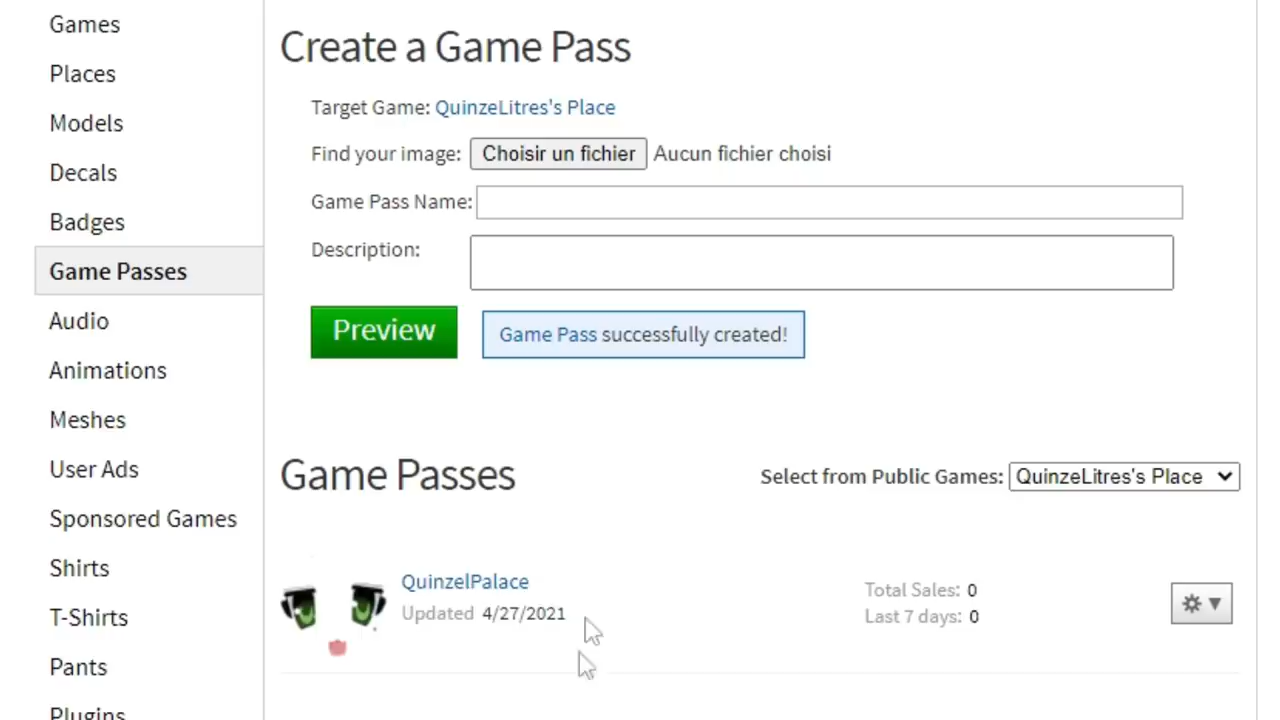 Games
Places
Models
Decals
Badges
Game Passes
Audio
Animations
Meshes
User Ads
Sponsored Games
Shirts
T-Shirts
Pants
Plugins
Create a Game Pass
Target Game: QuinzeLitres's Place
Find your image: Choisir un fichier Aucun fichier choisi
Game Pass Name:
Description:
Preview
Game Pass successfully created!
Game Passes
Select from Public Games: QuinzeLitres's Place
QuinzelPalace
Updated 4/27/2021
Total Sales: 0
Last 7 days: 0